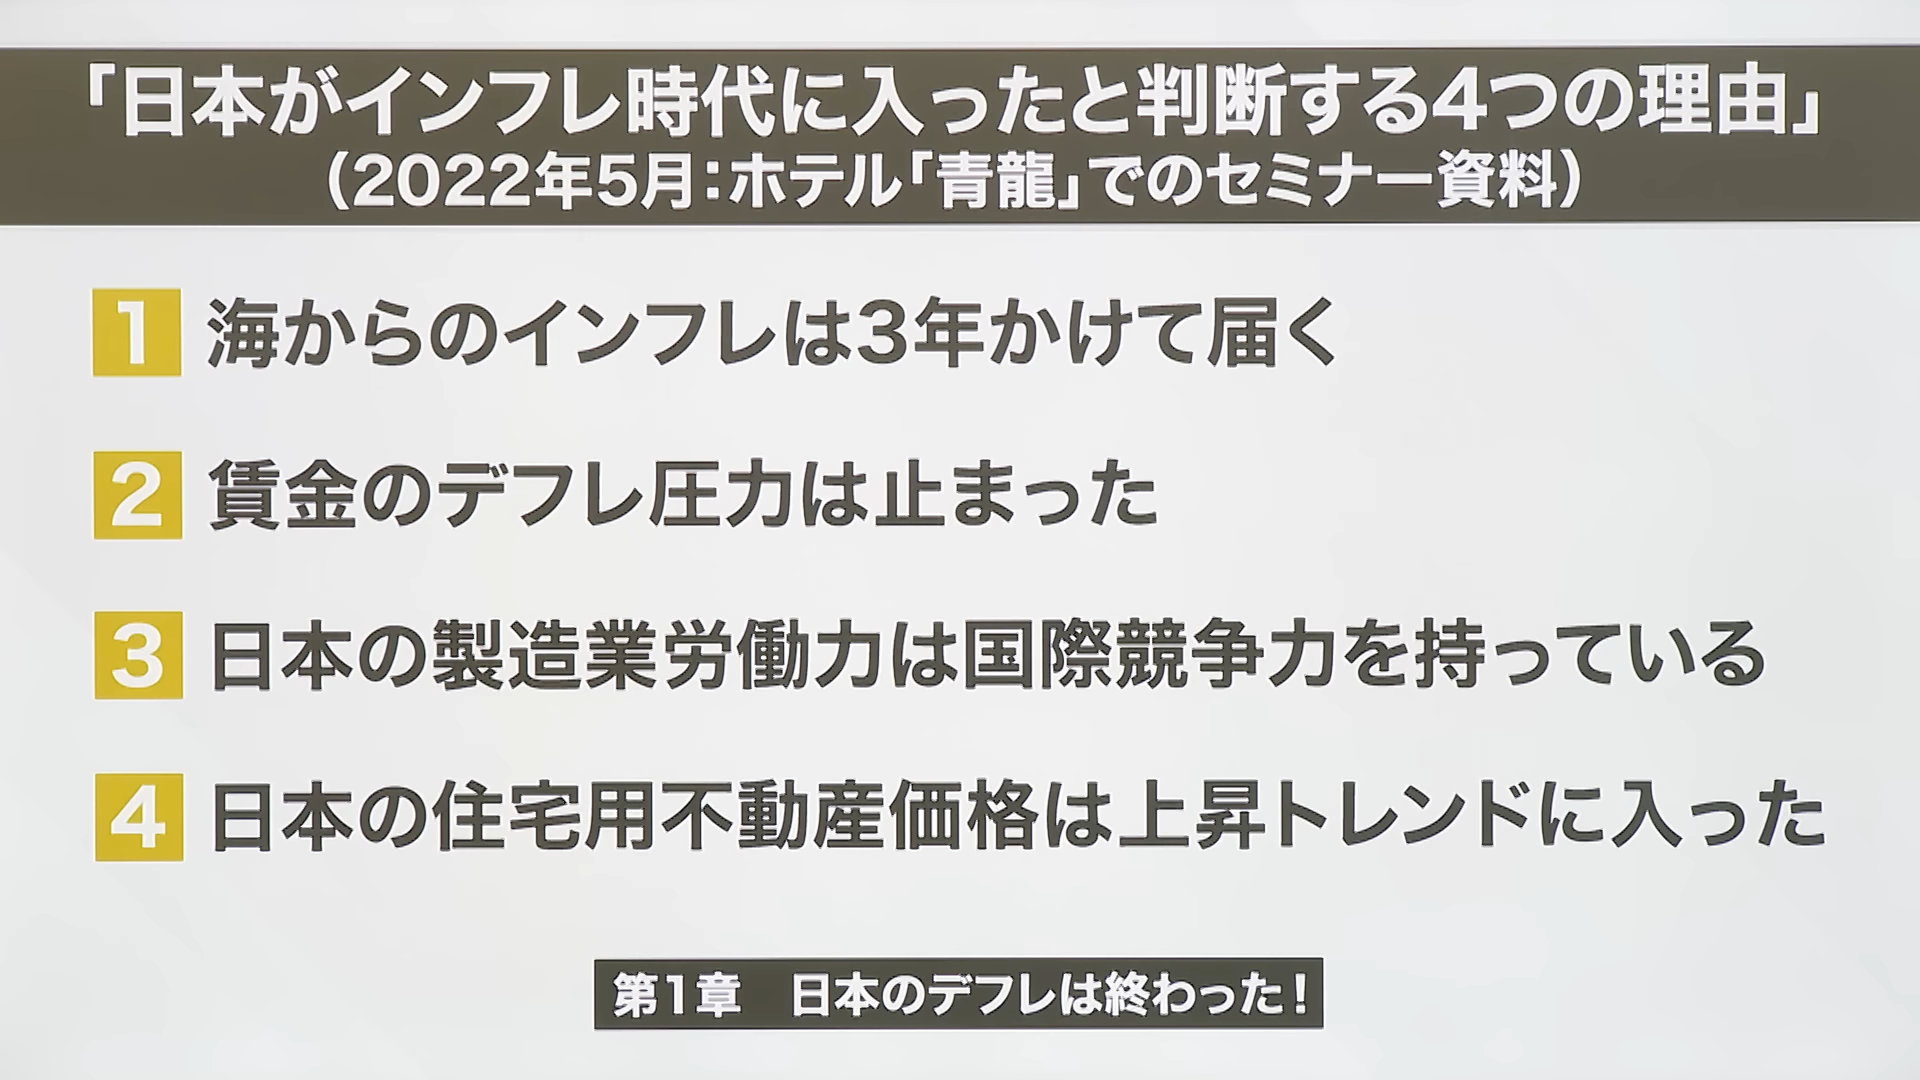 「日本がインフレ時代に入ったと判断する4つの理由」
(2022年5月:ホテル「青龍」でのセミナー資料)
1 海からのインフレは3年かけて届く
2 賃金のデフレ圧力は止まった
3 日本の製造業労働力は国際競争力を持っている
4 日本の住宅用不動産価格は上昇トレンドに入った
第1章　日本のデフレは終わった!